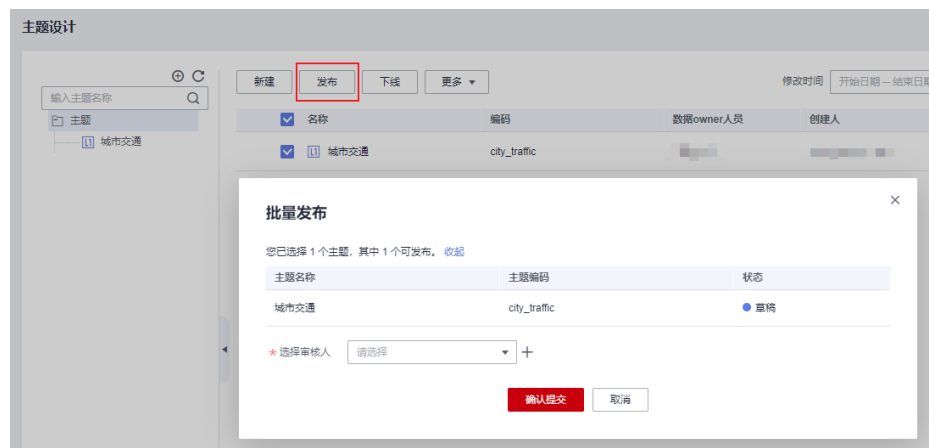 主题设计
新建 发布 下线 更多 修改时间 开始日期 – 结束日期
输入主题名称
主题
L1 城市交通
名称 编码 数据owner人员 创建人
L1 城市交通 city_traffic
批量发布
您已选择 1 个主题,其中 1 个可发布。 收起
主题名称 主题编码 状态
城市交通 city_traffic 草稿
* 选择审核人 请选择
确认提交 取消